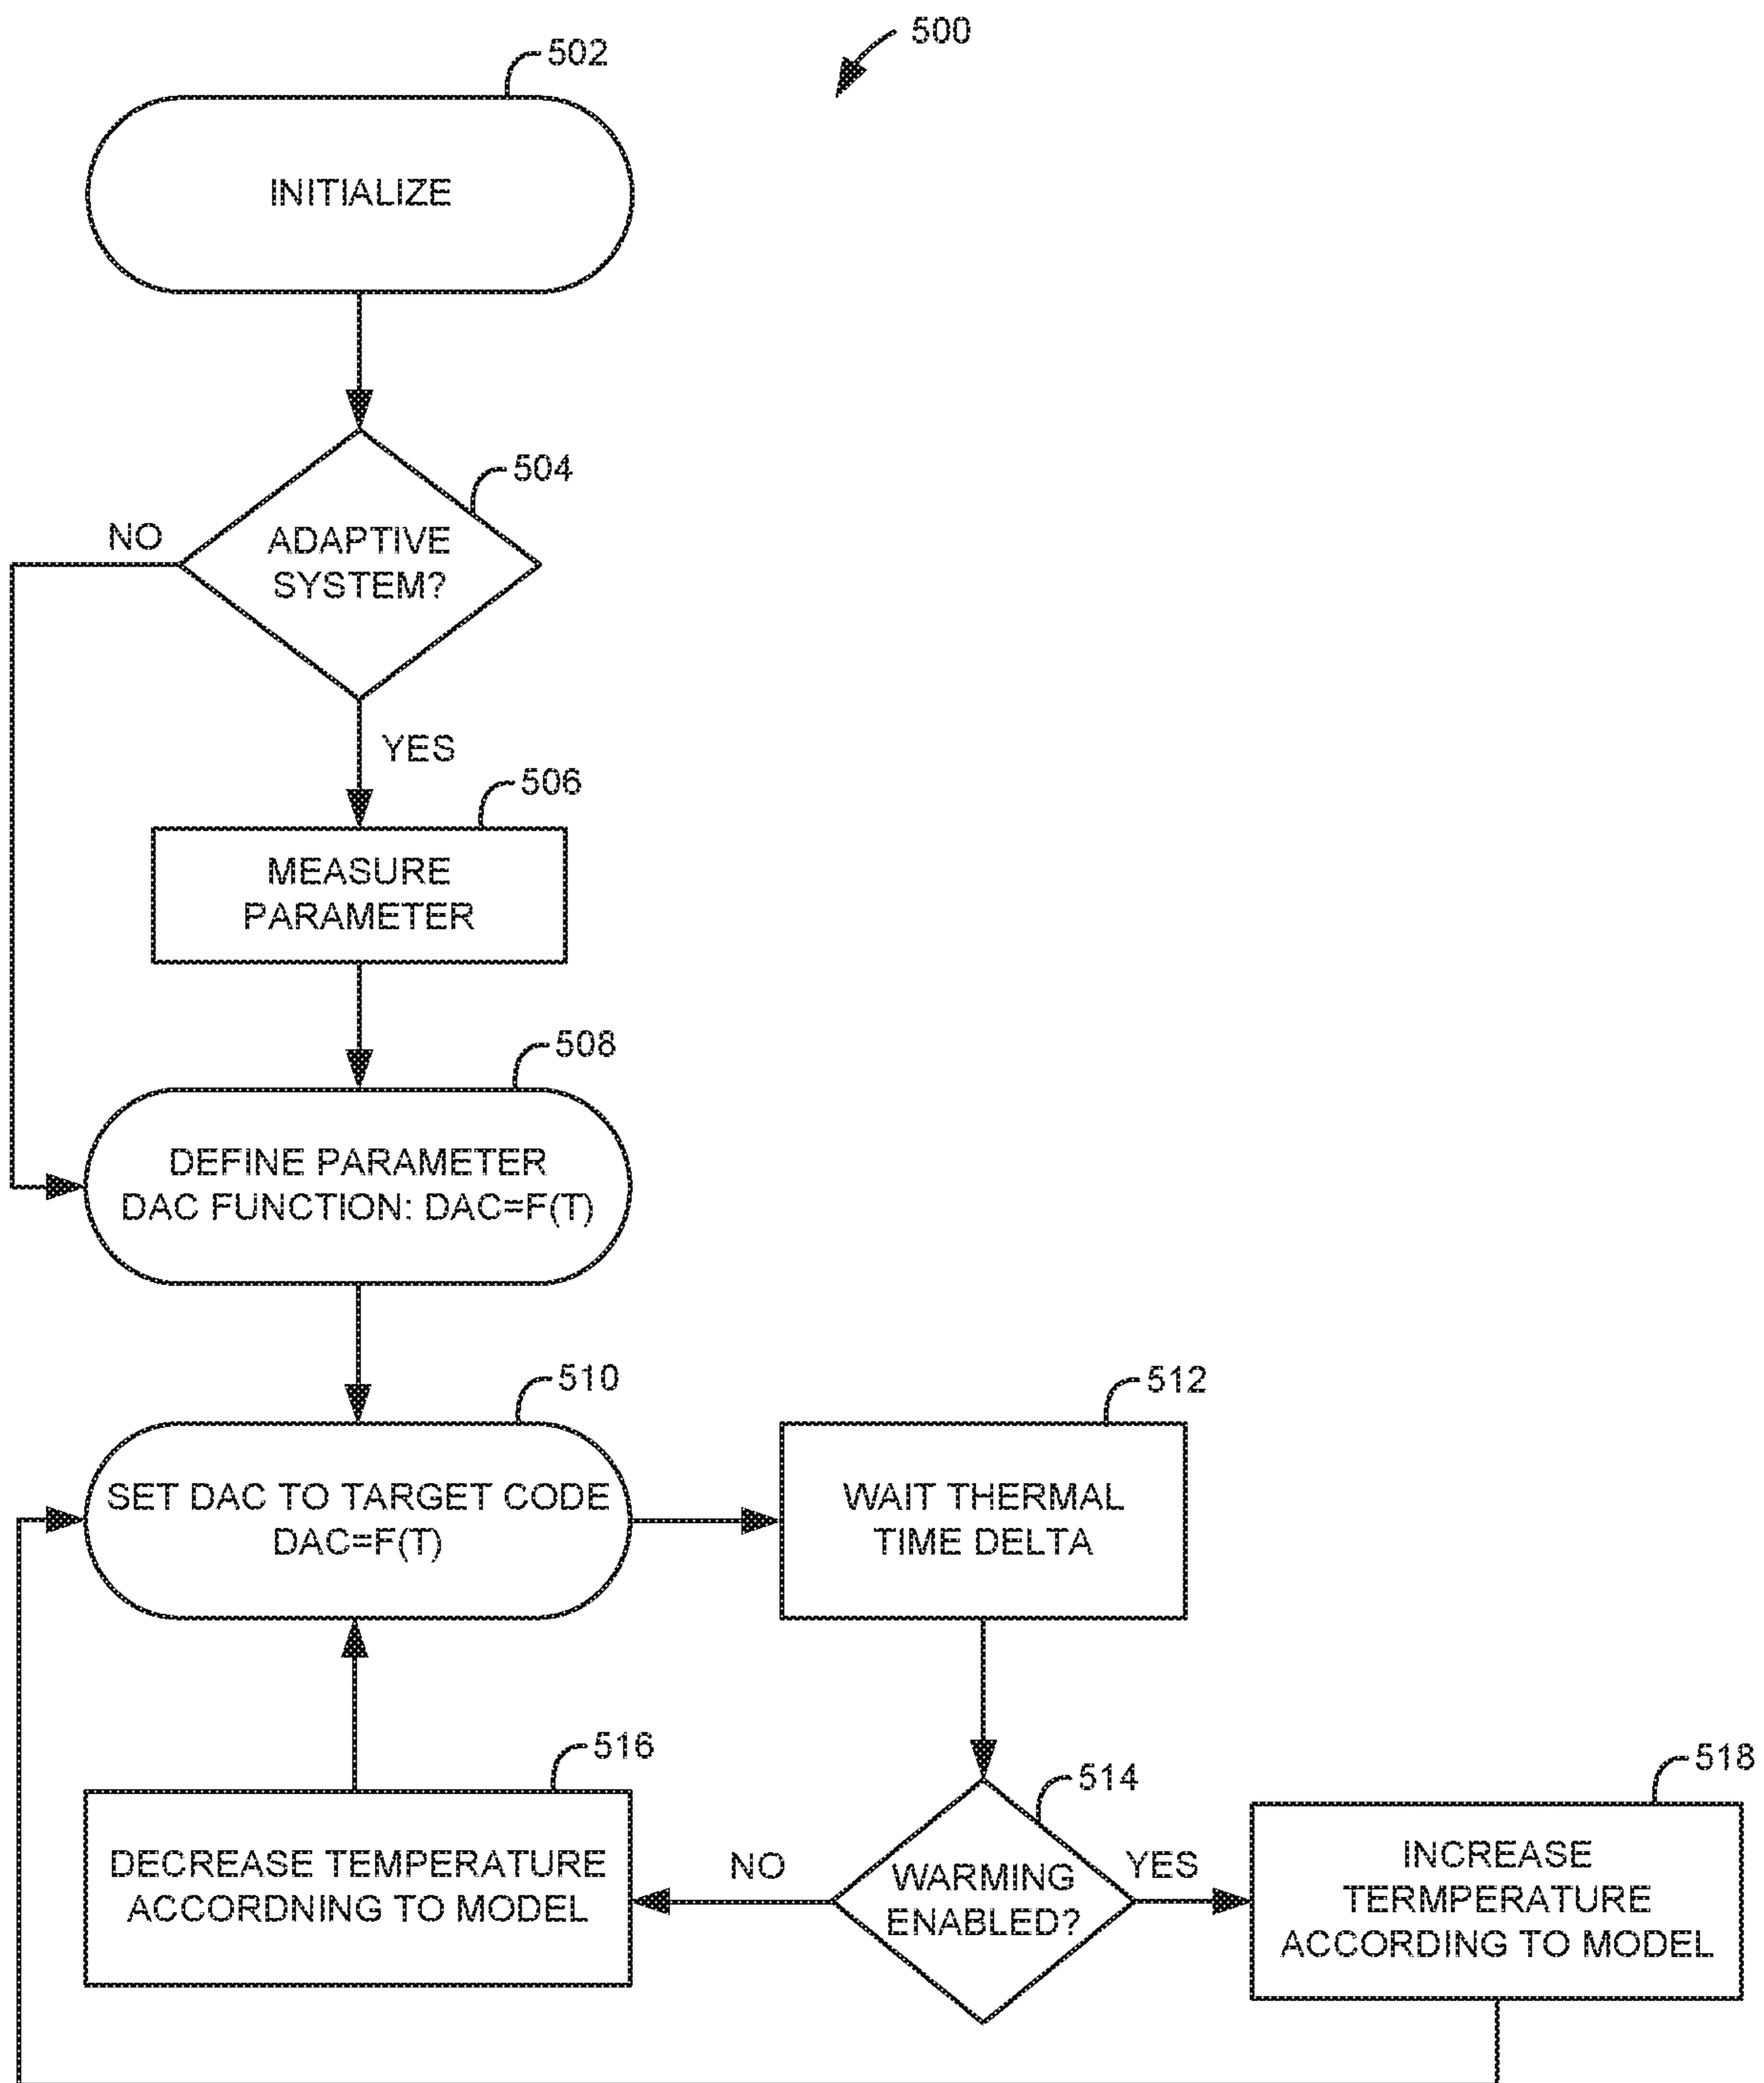 500
502
INITIALIZE
504
NO
ADAPTIVE
SYSTEM?
YES
506
MEASURE
PARAMETER
508
DEFINE PARAMETER
DAC FUNCTION: DAC=F(T)
510
SET DAC TO TARGET CODE
DAC=F(T)
512
WAIT THERMAL
TIME DELTA
514
WARMING
ENABLED?
NO
YES
516
DECREASE TEMPERATURE
ACCORDNING TO MODEL
518
INCREASE
TERMPERATURE
ACCORDING TO MODEL